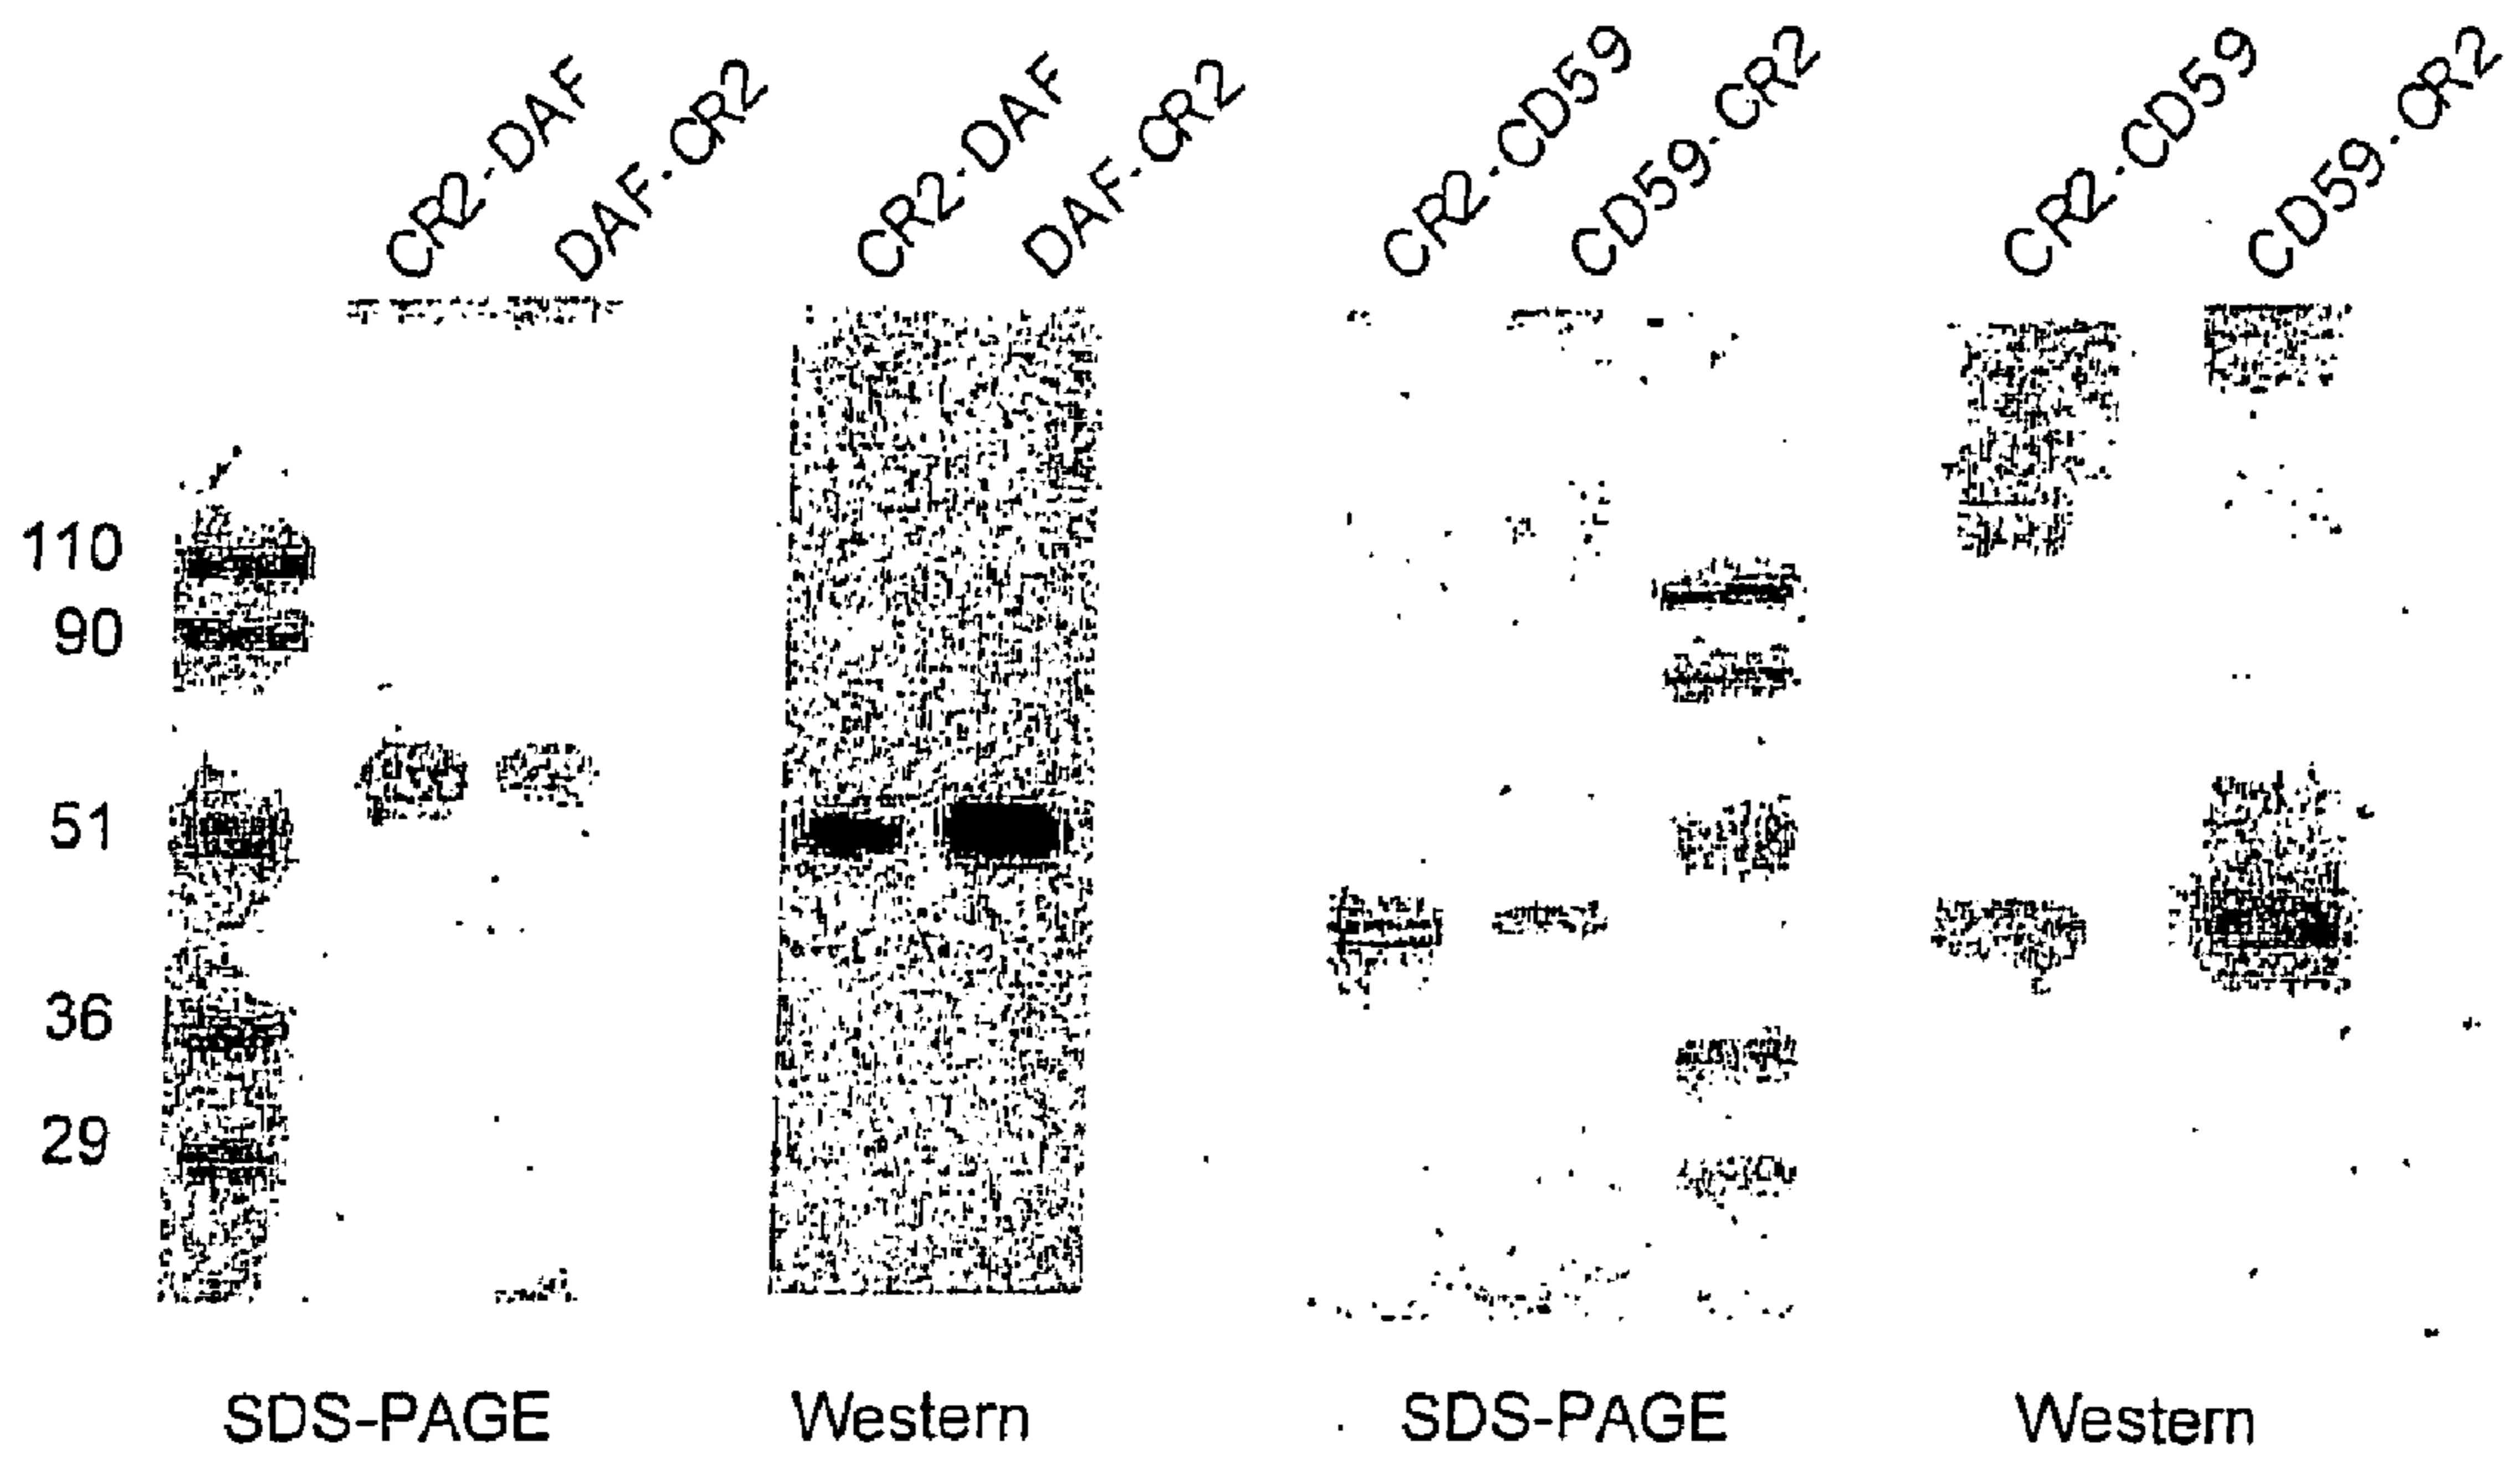 CR2-DAF
DAF-CR2
CR2-DAF
DAF-CR2
CR2-CD59
CD59-CR2
CR2-CD59
CD59-CR2
110
90
51
36
29
SDS-PAGE
Western
SDS-PAGE
Western